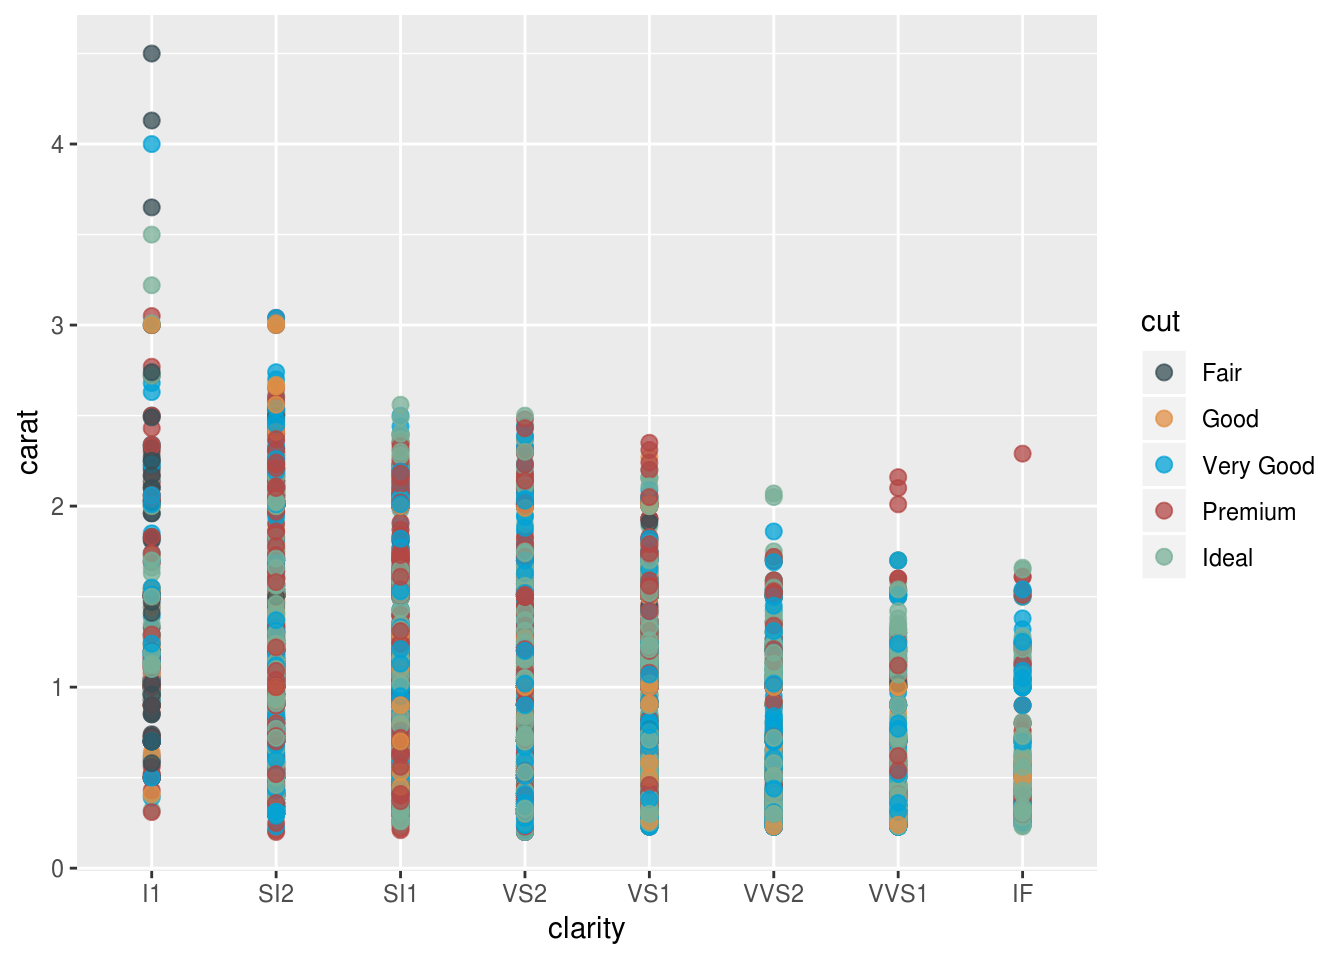 4
3
2
1
0
carat
I1 SI2 SI1 VS2 VS1 VVS2 VVS1 IF
clarity
cut
Fair
Good
Very Good
Premium
Ideal